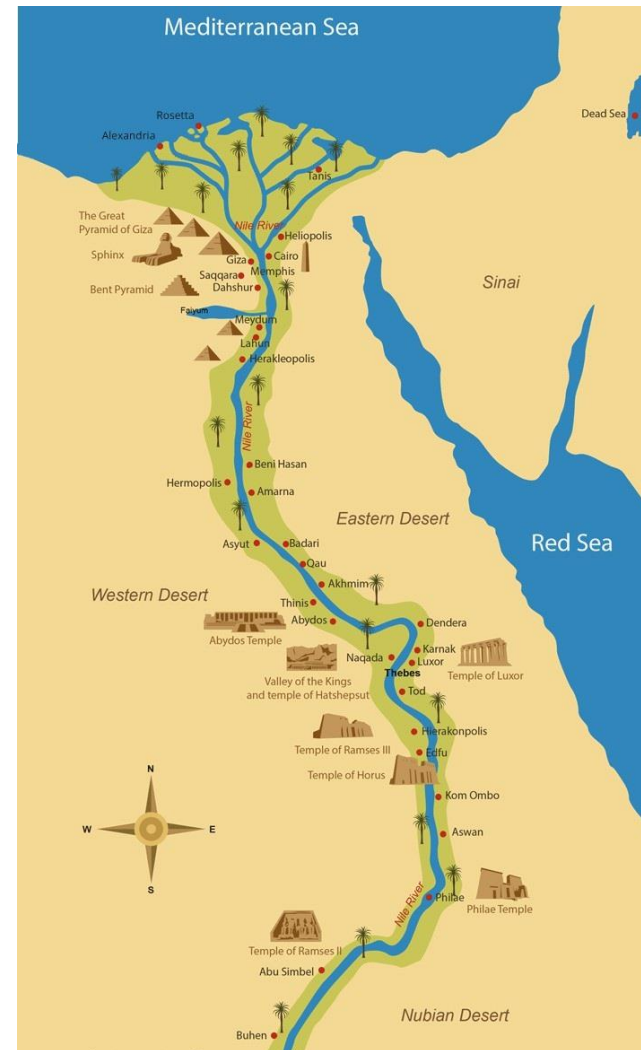 Mediterranean Sea
Rosetta
Dead Sea
Alexandria
Tanis
The Great
Pyramid of Giza
Nile River
Heliopolis
Sphinx
Giza
Cairo
Saqqara
Memphis
Sinai
Bent Pyramid
Dahshur
Faiyum
Meydum
Lahun
Herakleopolis
Nile River
Beni Hasan
Hermopolis
Amarna
Eastern Desert
Asyut
Badari
Red Sea
Qau
Akhmim
Western Desert
Thinis
Abydos
Dendera
Abydos Temple
Karnak
Naqada
Luxor
Thebes
Temple of Luxor
Valley of the Kings
and temple of Hatshepsut
Tod
Hierakonpolis
Temple of Ramses III
Edfu
Temple of Horus
N
Kom Ombo
W
E
Aswan
S
Nile River
Philae
Philae Temple
Temple of Ramses II
Abu Simbel
Nubian Desert
Buhen